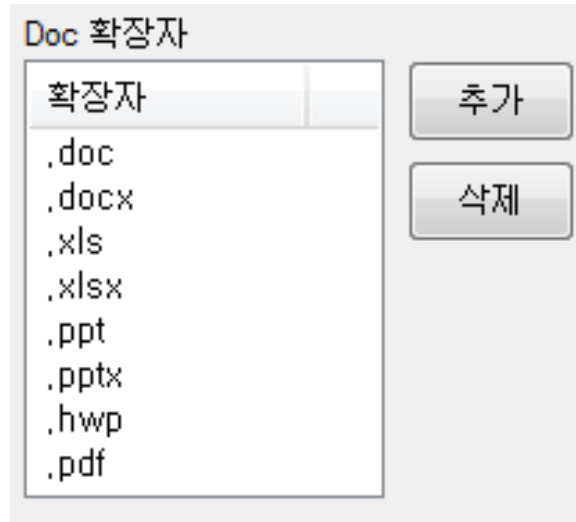 Doc 확장자
확장자
추가
.doc
.docx
삭제
.xls
.xlsx
.ppt
.pptx
.hwp
.pdf